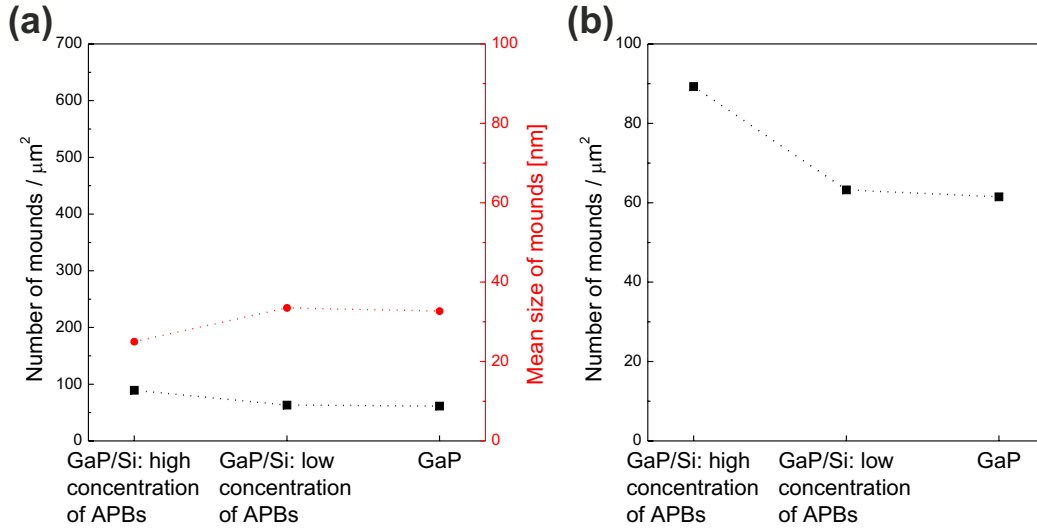 (a)
700
600
500
400
300
200
100
0
Number of mounds / μm²
100
80
60
40
20
0
Mean size of mounds [nm]
GaP/Si: high
concentration
of APBs
GaP/Si: low
concentration
of APBs
GaP
(b)
100
80
60
40
20
0
Number of mounds / μm²
GaP/Si: high
concentration
of APBs
GaP/Si: low
concentration
of APBs
GaP